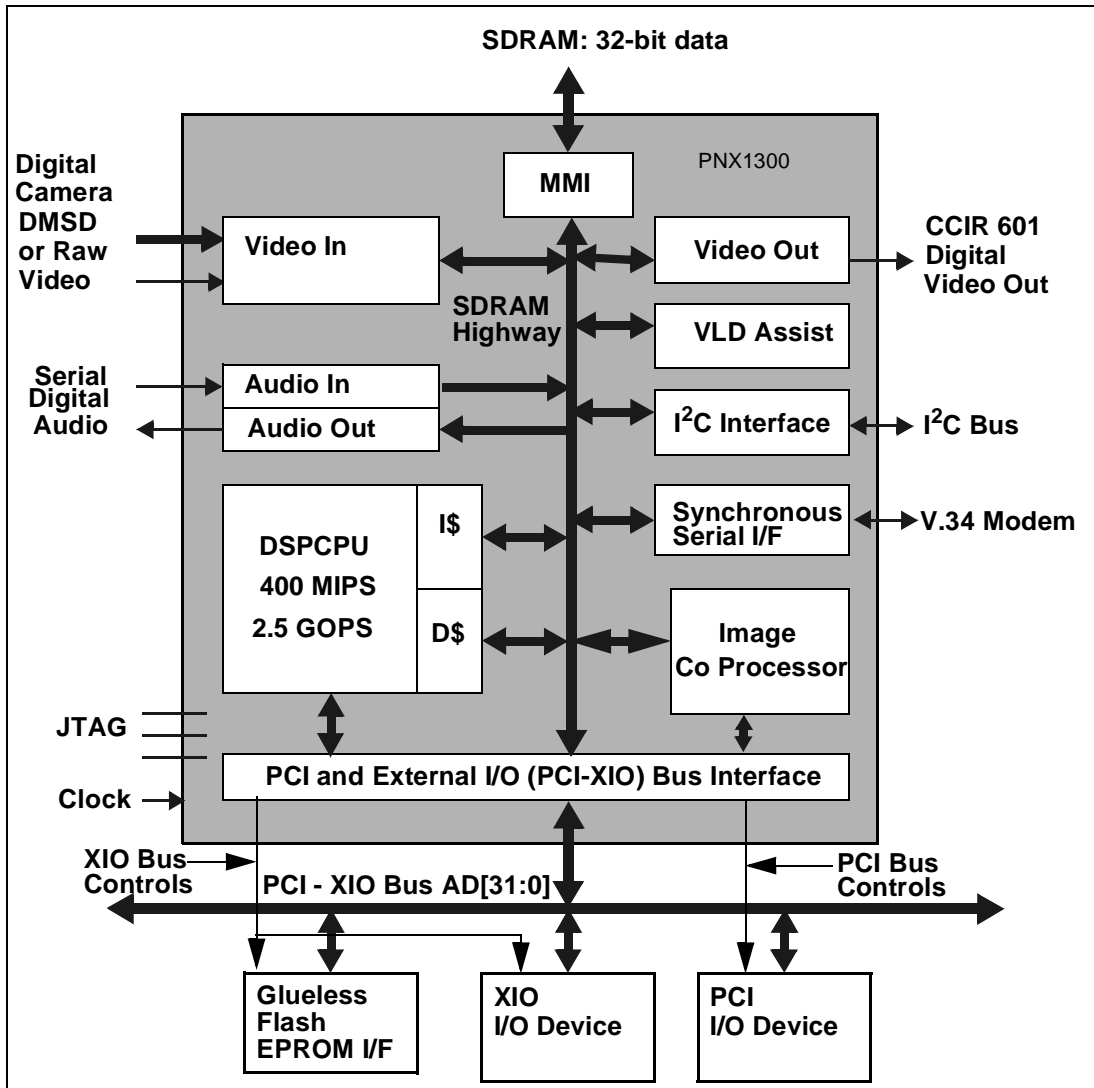 SDRAM: 32-bit data
PNX1300
MMI
Digital
Camera
DMSD
or Raw
Video
Video In
Video Out
CCIR 601
Digital
Video Out
SDRAM
Highway
VLD Assist
Serial
Digital
Audio
Audio In
Audio Out
I²C Interface
I²C Bus
DSPCPU
400 MIPS
2.5 GOPS
I$
D$
Synchronous
Serial I/F
V.34 Modem
Image
Co Processor
JTAG
PCI and External I/O (PCI-XIO) Bus Interface
Clock
XIO Bus
Controls
PCI - XIO Bus AD[31:0]
PCI Bus
Controls
Glueless
Flash
EPROM I/F
XIO
I/O Device
PCI
I/O Device